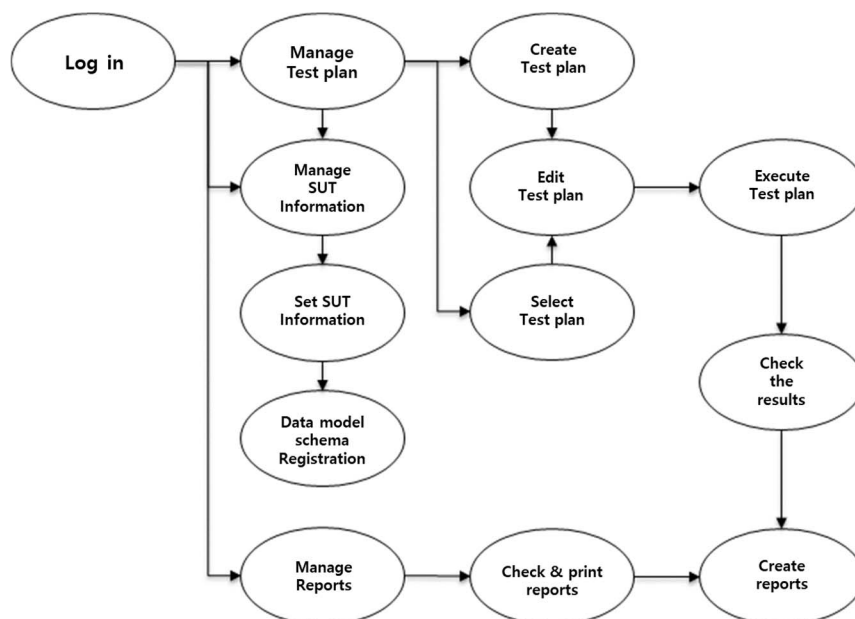 Log in
Manage
Test plan
Create
Test plan
Manage
SUT
Information
Edit
Test plan
Execute
Test plan
Set SUT
Information
Select
Test plan
Check
the
results
Data model
schema
Registration
Manage
Reports
Check & print
reports
Create
reports